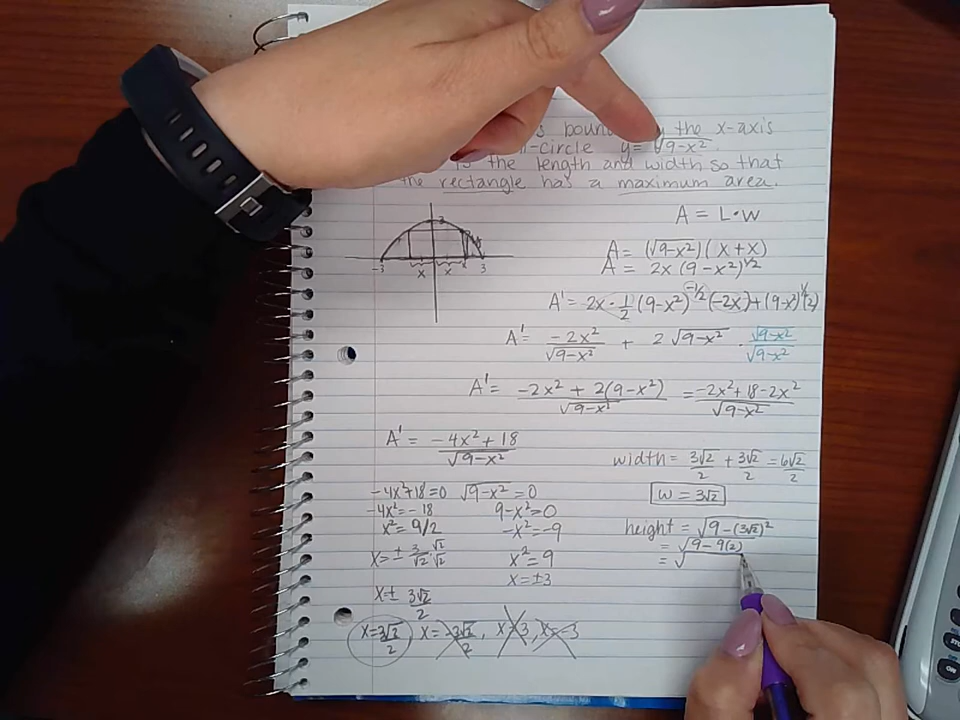 s bound the x-axis
-circle y = √9-x²
is the length and width so that
the rectangle has a maximum area.
A = L•W
3
-3 x x 3
A = (√9-x²)(x+x)
A = 2x(9-x²)^1/2
A' = 2x • 1/2 (9-x²)^-1/2 (-2x) + (9-x²)^1/2 (2)
A' = -2x²/√9-x² + 2√9-x² • √9-x²/√9-x²
A' = -2x² + 2(9-x²)/√9-x² = -2x²+18-2x²/√9-x²
A' = -4x²+18/√9-x²
-4x²+18=0 √9-x²=0
-4x²=-18 9-x²=0
x²=9/2 -x²=-9
x=± 3/√2 • √2/√2 x²=9
x=±3
x± 3√2/2
x=3√2/2 x=-3√2/2, x=3, x=-3
width = 3√2/2 + 3√2/2 = 6√2/2
w = 3√2
height = √9-(3√2)²
= √9-9(2)
= √